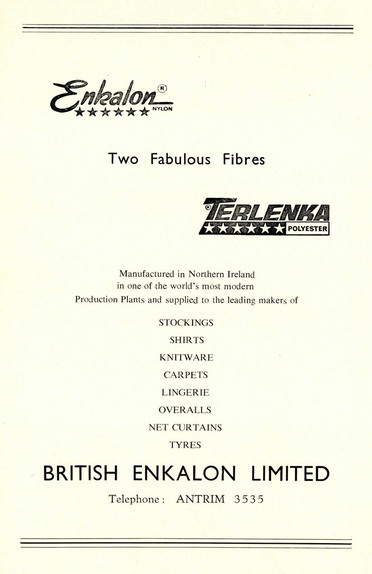 Enkalon®
NYLON
Two Fabulous Fibres
®TERLENKA
POLYESTER
Manufactured in Northern Ireland
in one of the world's most modern
Production Plants and supplied to the leading makers of
STOCKINGS
SHIRTS
KNITWARE
CARPETS
LINGERIE
OVERALLS
NET CURTAINS
TYRES
BRITISH ENKALON LIMITED
Telephone: ANTRIM 3535